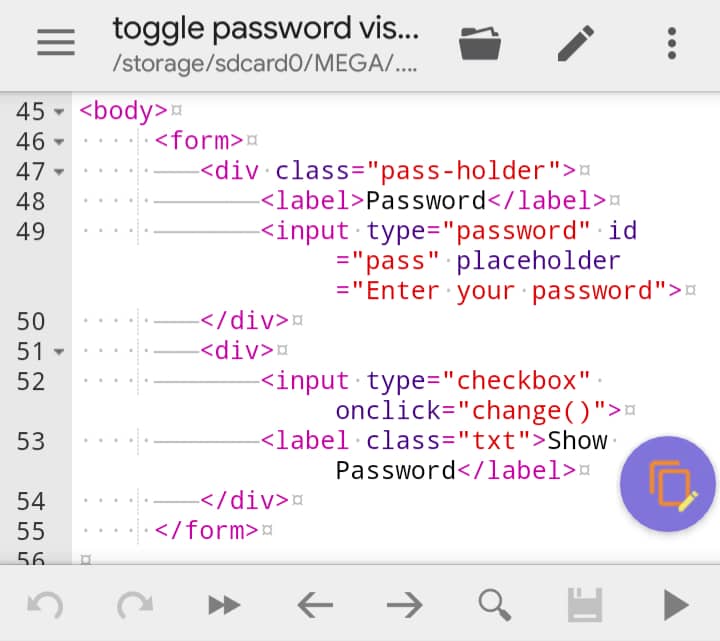 toggle password vis...
/storage/sdcard0/MEGA/....
45 <body>
46 <form>
47 <div class="pass-holder">
48 <label>Password</label>
49 <input type="password" id
="pass" placeholder
="Enter your password">
50 </div>
51 <div>
52 <input type="checkbox"
onclick="change()">
53 <label class="txt">Show
Password</label>
54 </div>
55 </form>
56